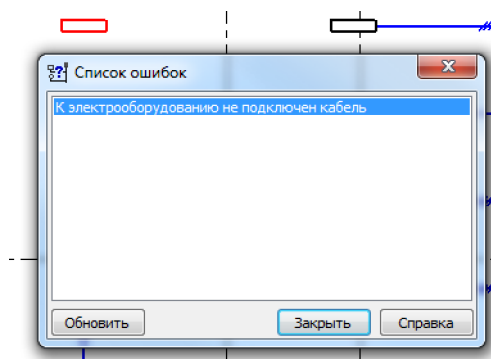 Список ошибок
К электрооборудованию не подключен кабель
Обновить Закрыть Справка